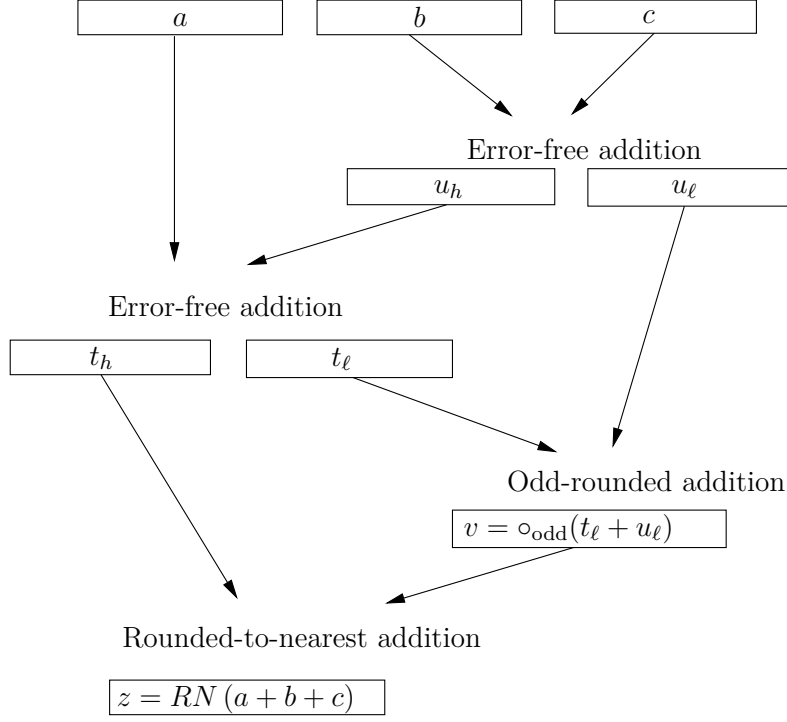 a b c
Error-free addition
u_h u_ℓ
Error-free addition
t_h t_ℓ
Odd-rounded addition
v = ∘_odd(t_ℓ + u_ℓ)
Rounded-to-nearest addition
z = RN (a + b + c)